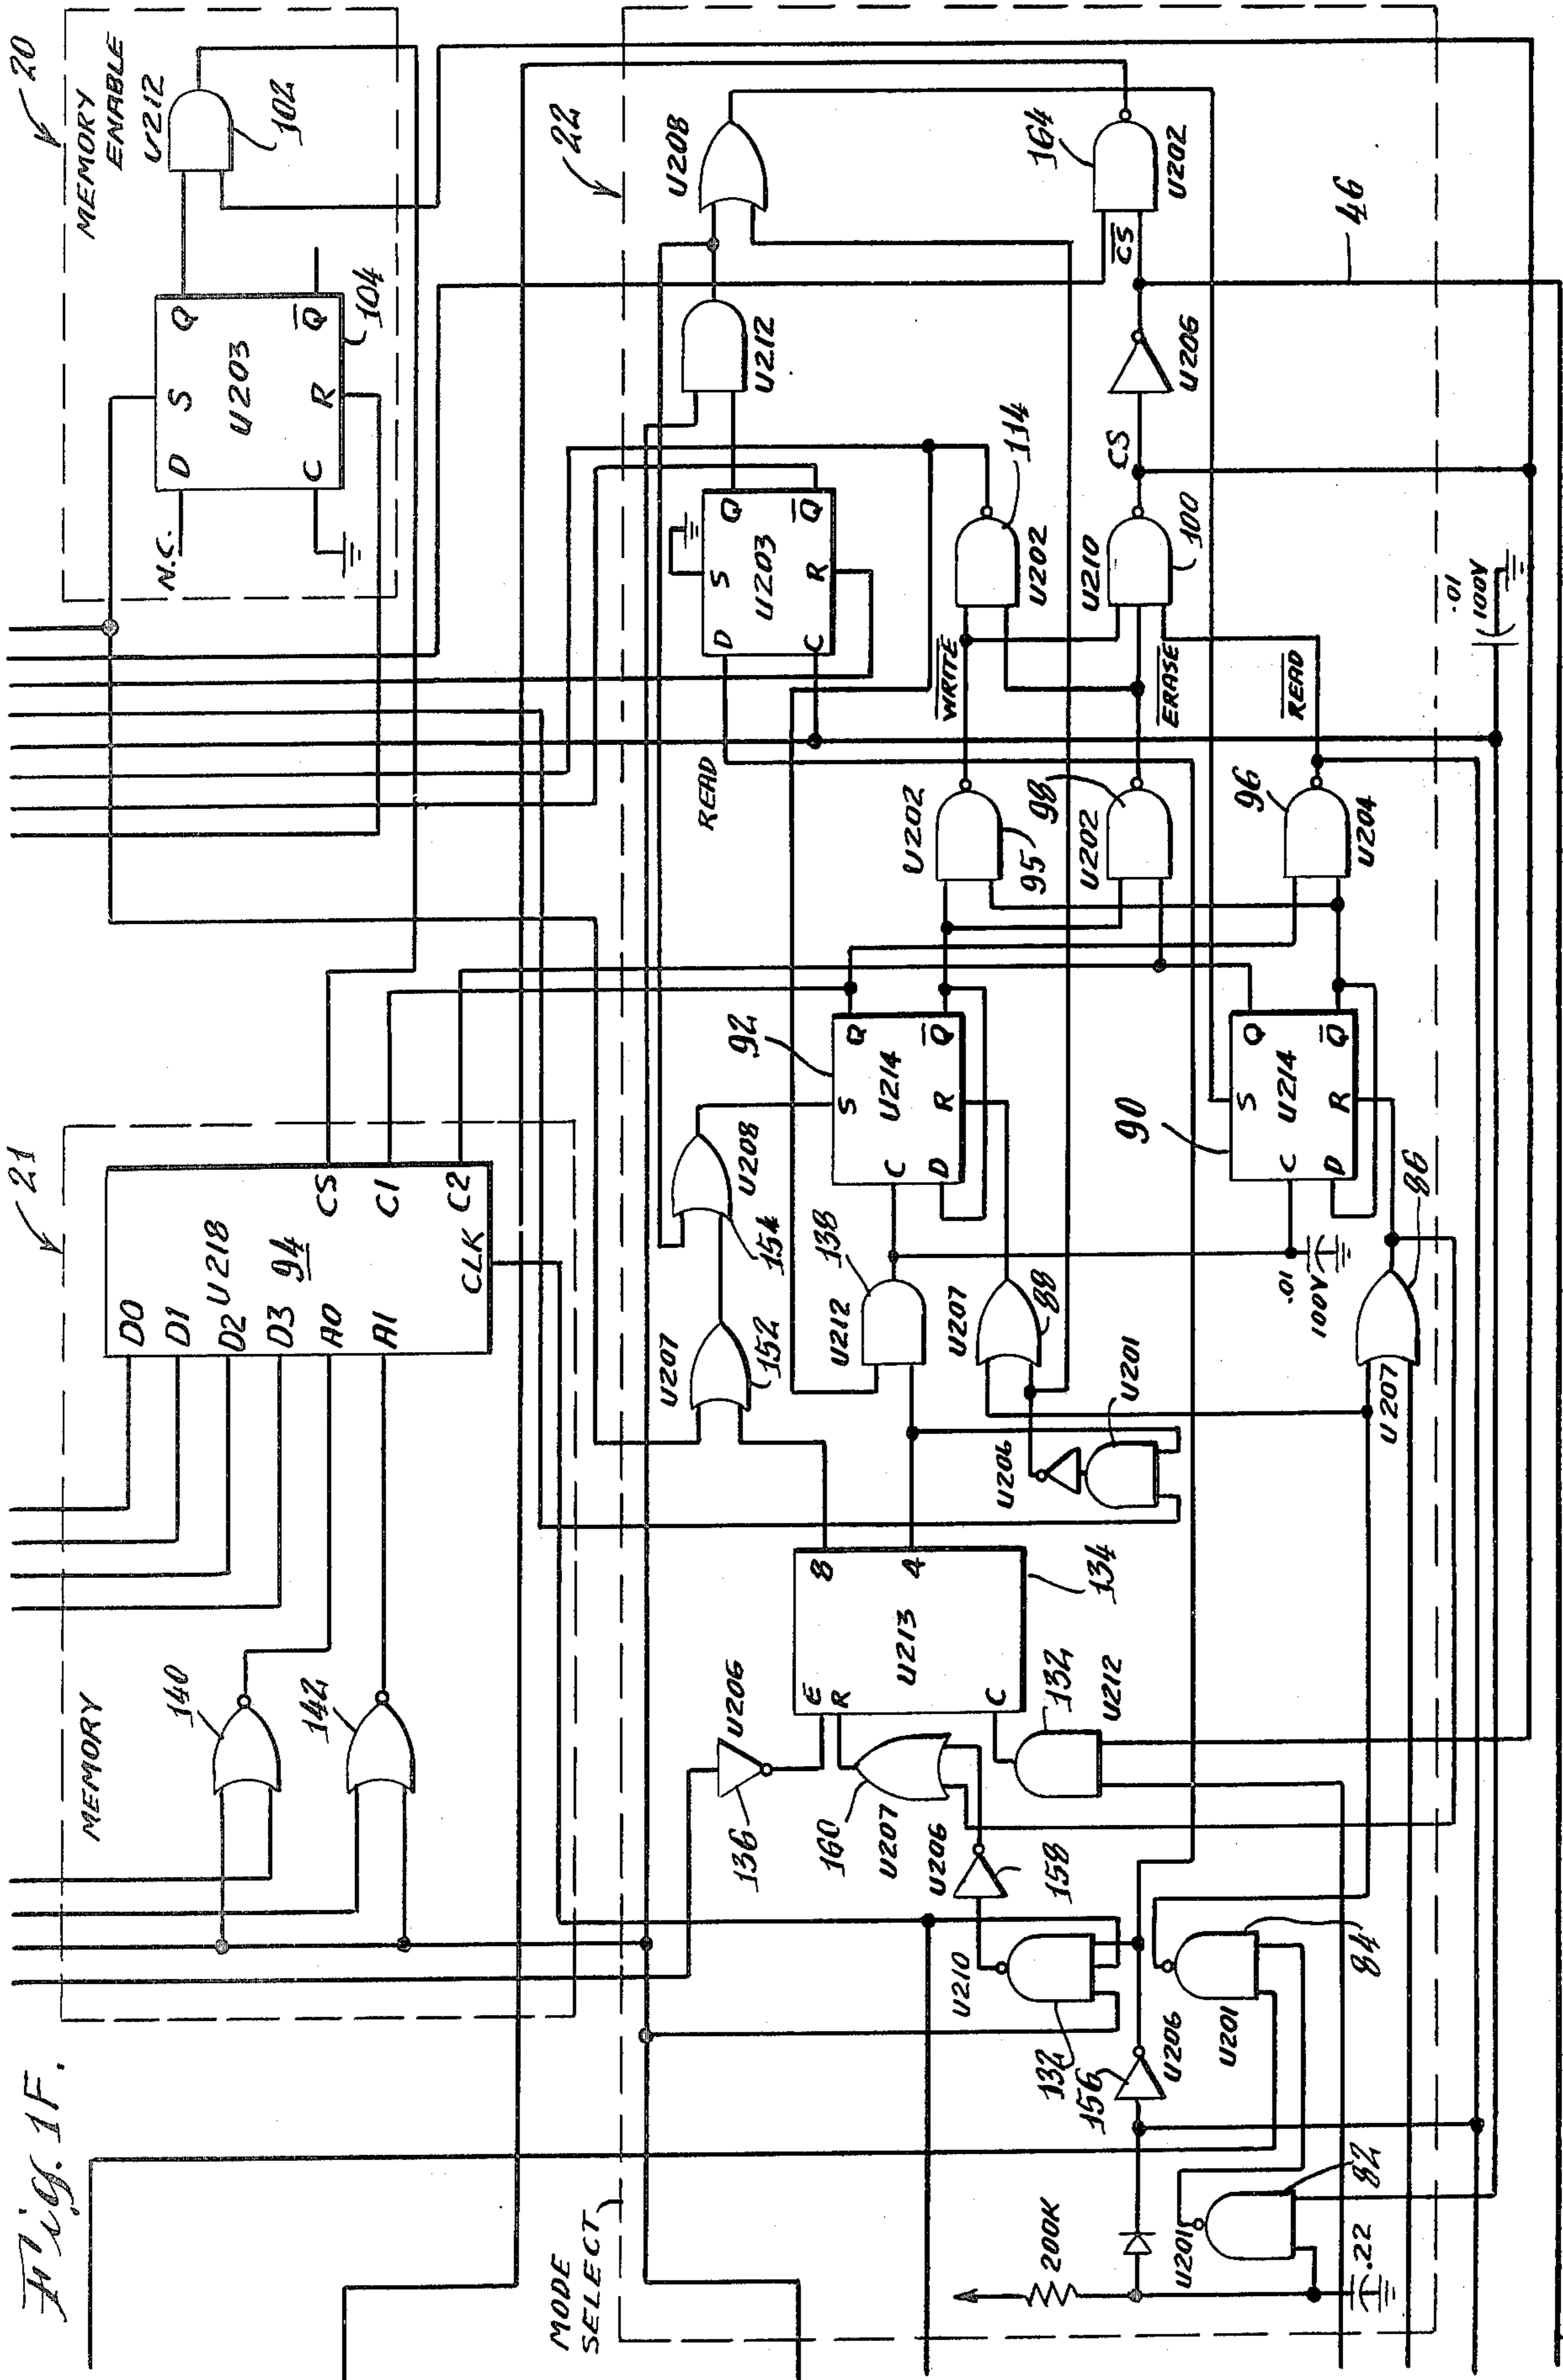 Fig. 1F.
20
MEMORY
ENABLE
U212
102
N.C.
D
S
Q
U203
C
R
Q̅
104
21
MEMORY
140
142
D0
D1
D2
D3
A0
A1
U218
94
CS
C1
C2
CLK
22
MODE
SELECT
U208
U212
READ
D
S
Q
U203
C
R
Q̅
136
U206
U207
152
U208
154
92
160
U207
E̅
R
C
U213
8
4
134
132
U212
U212
138
S
Q
U214
C
D
R
Q̅
U207
88
U206
U201
U202
95
W̅R̅I̅T̅E̅
U202
114
98
U202
E̅R̅A̅S̅E̅
U210
100
CS
U206
C̅S̅
164
U202
46
U206
158
U210
132
156
U206
U201
84
200K
U201
82
.22
.01
100V
U207
86
90
S
Q
U214
C
D
R
Q̅
96
U204
R̅E̅A̅D̅
.01
100V